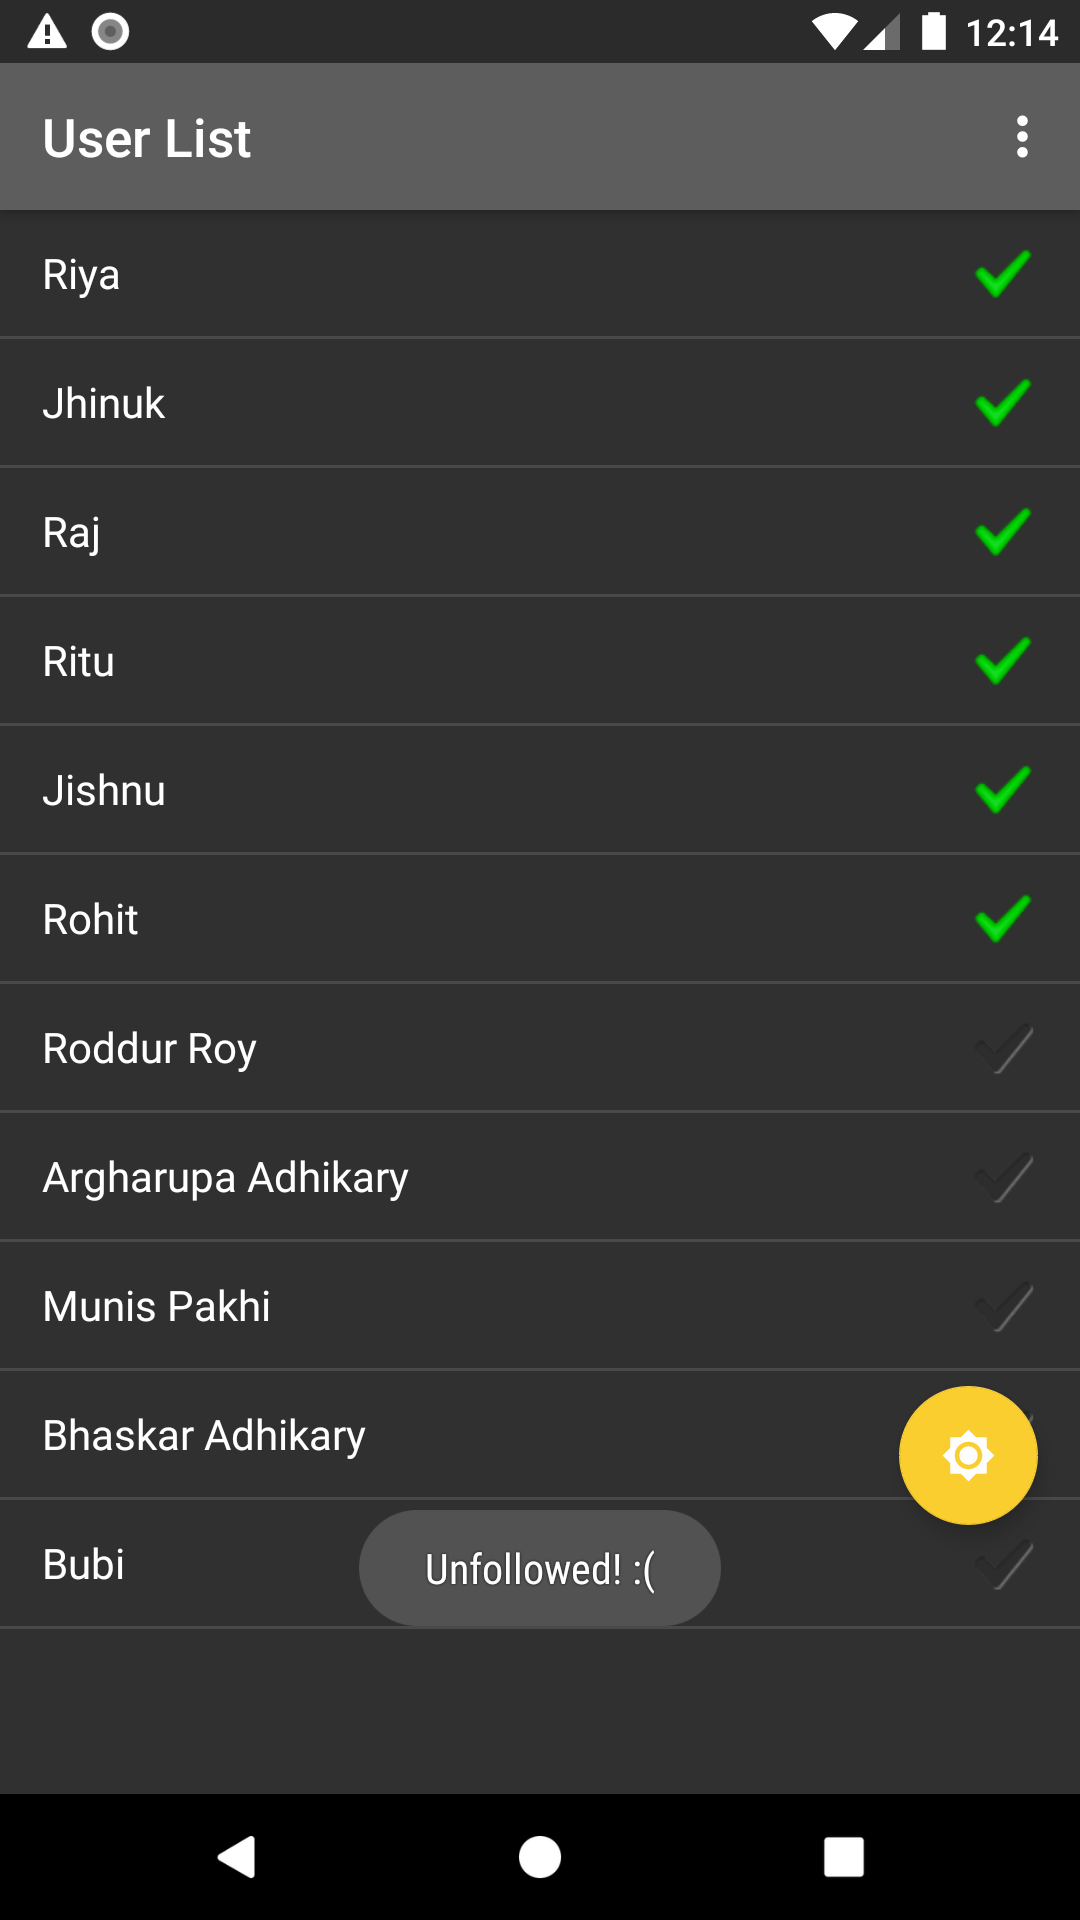 12:14
User List
Riya
Jhinuk
Raj
Ritu
Jishnu
Rohit
Roddur Roy
Argharupa Adhikary
Munis Pakhi
Bhaskar Adhikary
Bubi
Unfollowed! :(